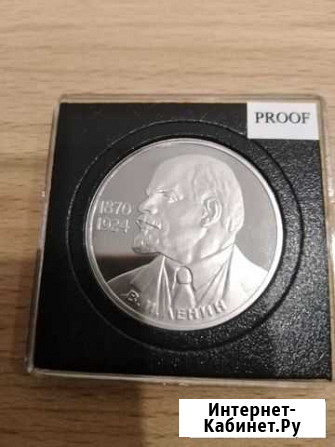 PROOF
1870
1924
В. И. ЛЕНИН
Интернет-
Кабинет.Ру